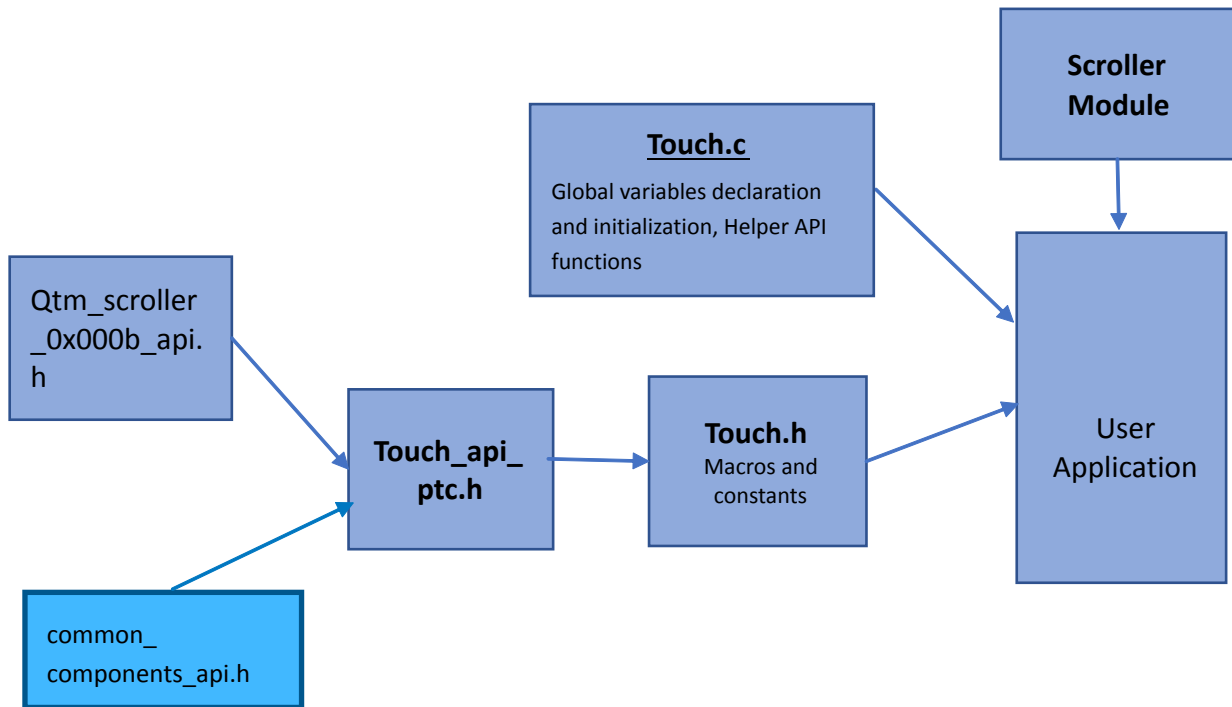 Scroller
Module
Touch.c
Global variables declaration
and initialization, Helper API
functions
Qtm_scroller
_0x000b_api.
h
Touch_api_
ptc.h
Touch.h
Macros and
constants
User
Application
common_
components_api.h